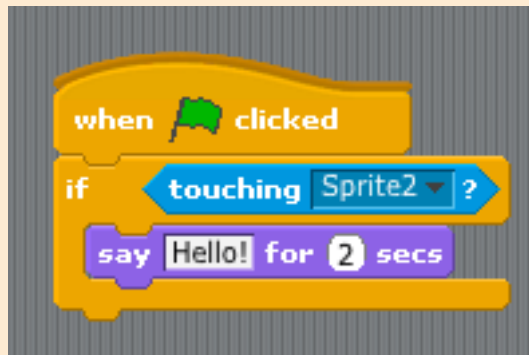 when clicked
if touching Sprite2 ?
say Hello! for 2 secs